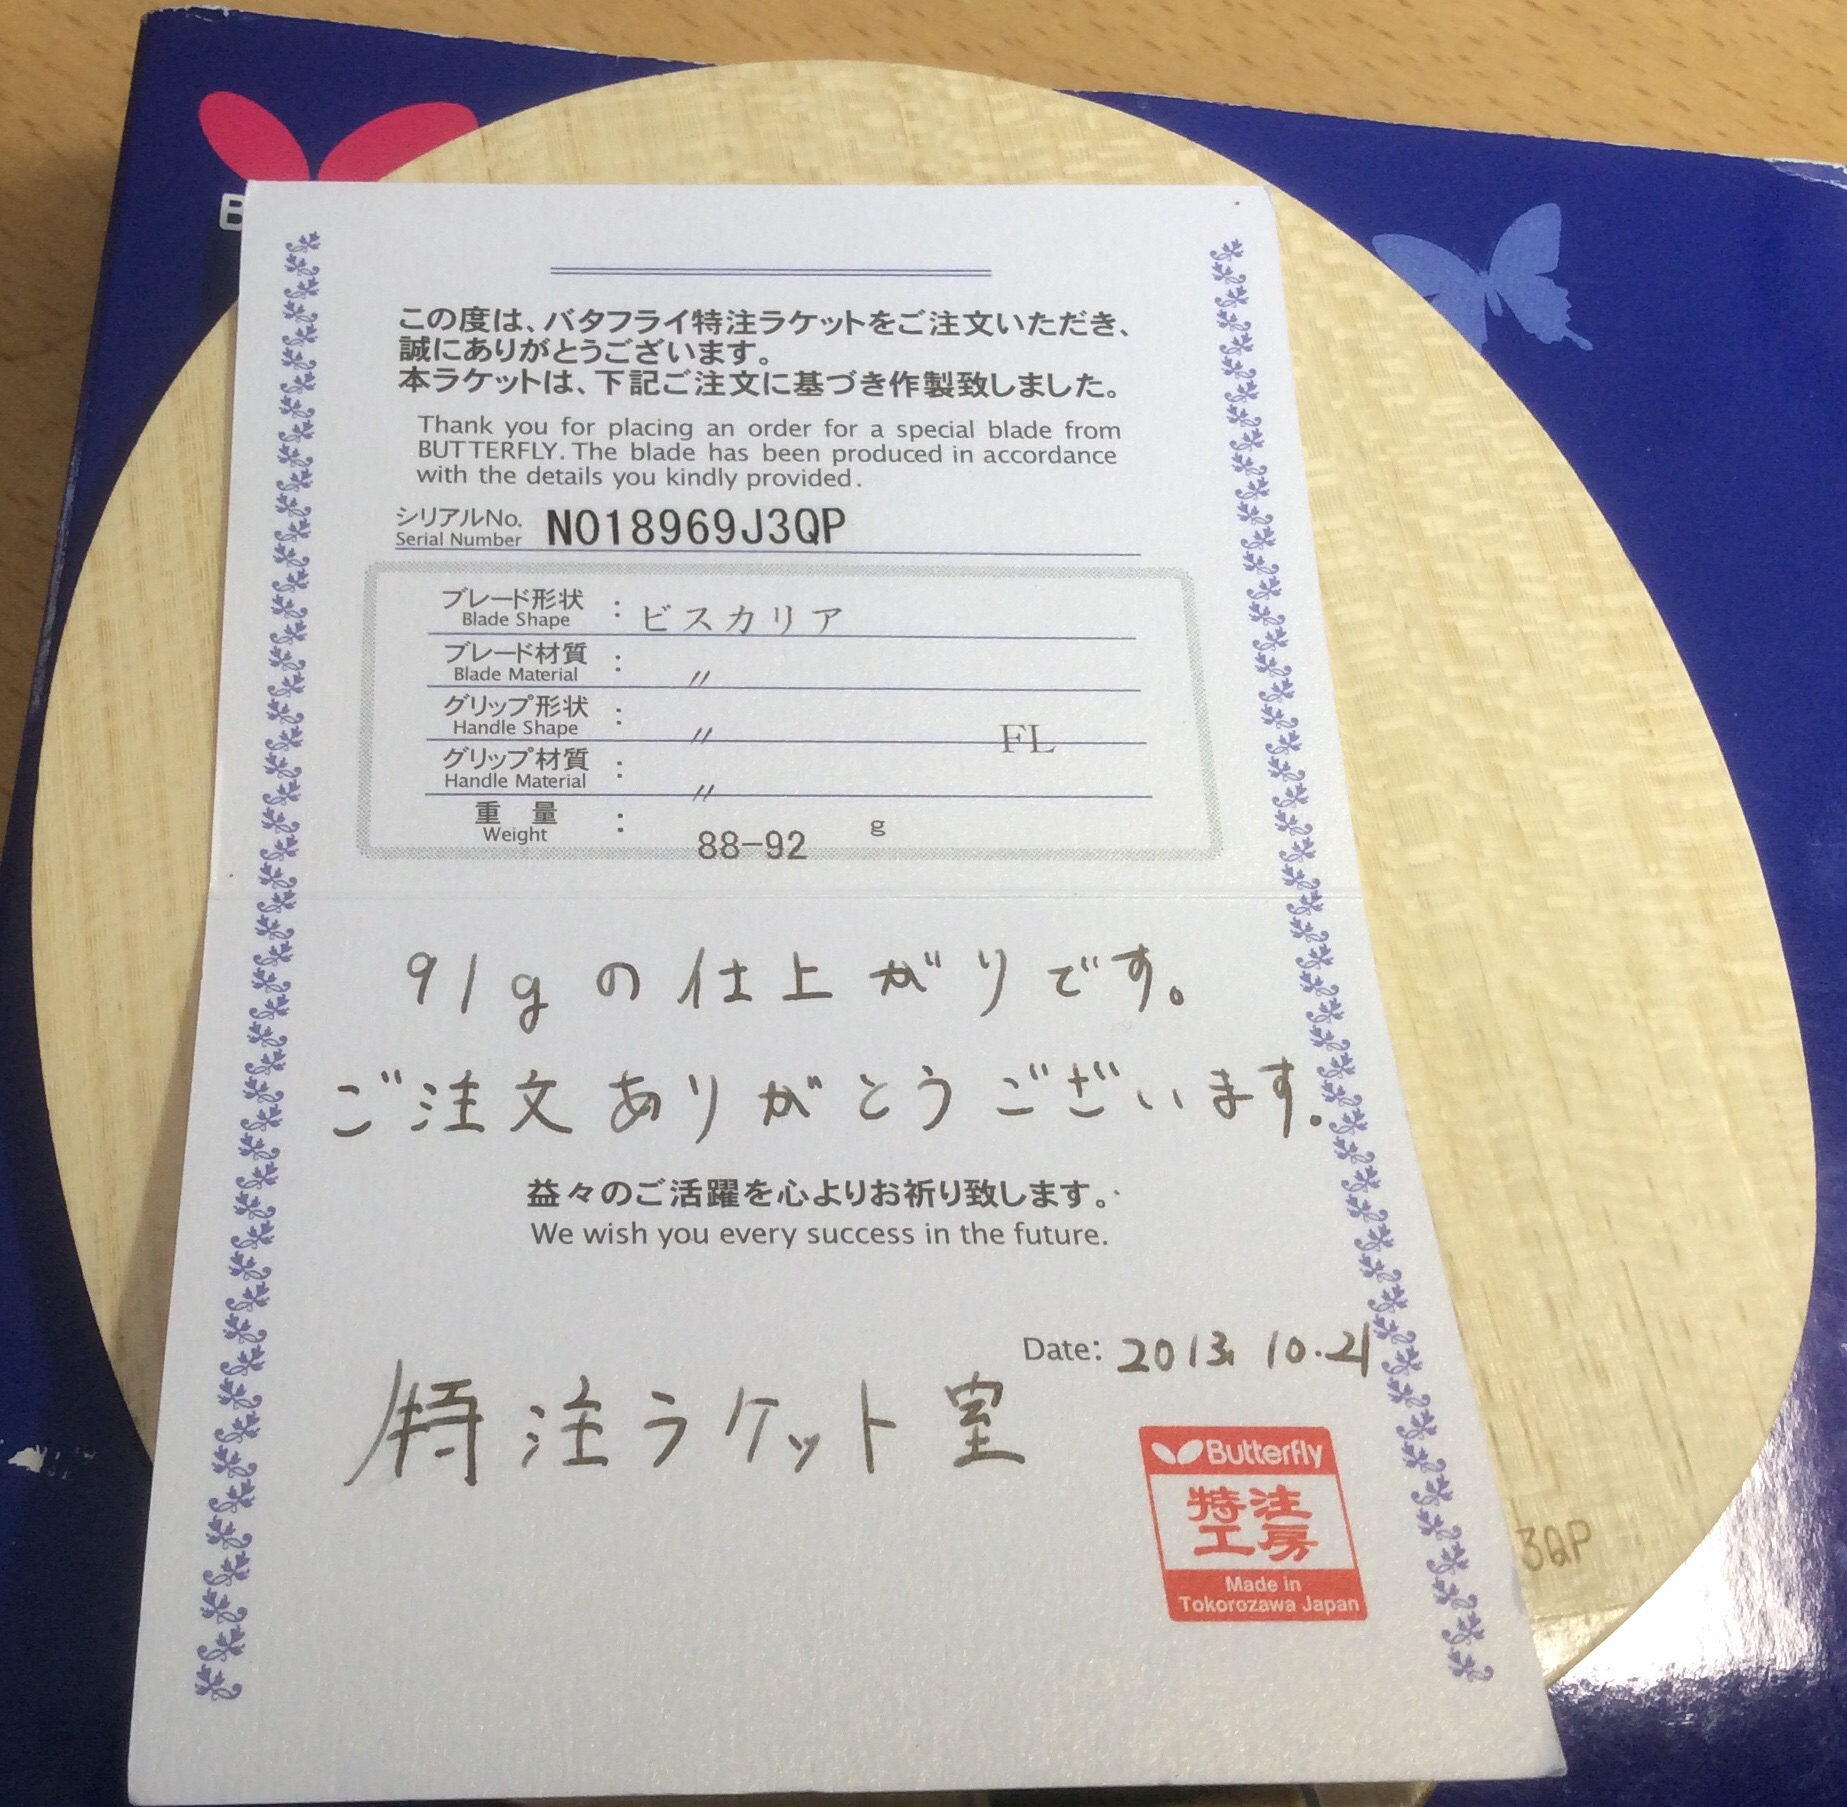 この度は、バタフライ特注ラケットをご注文いただき、
誠にありがとうございます。
本ラケットは、下記ご注文に基づき作製致しました。
Thank you for placing an order for a special blade from
BUTTERFLY. The blade has been produced in accordance
with the details you kindly provided.
シリアルNo.
Serial Number
NO18969J3QP
ブレード形状
Blade Shape
: ビスカリア
ブレード材質
Blade Material
: 〃
グリップ形状
Handle Shape
: 〃 FL
グリップ材質
Handle Material
: 〃
重量
Weight
: 88-92 g
91gの仕上がりです。
ご注文ありがとうございます.
益々のご活躍を心よりお祈り致します。
We wish you every success in the future.
Date: 2013. 10.21
特注ラケット室
Butterfly
特注
工房
Made in
Tokorozawa Japan
3QP